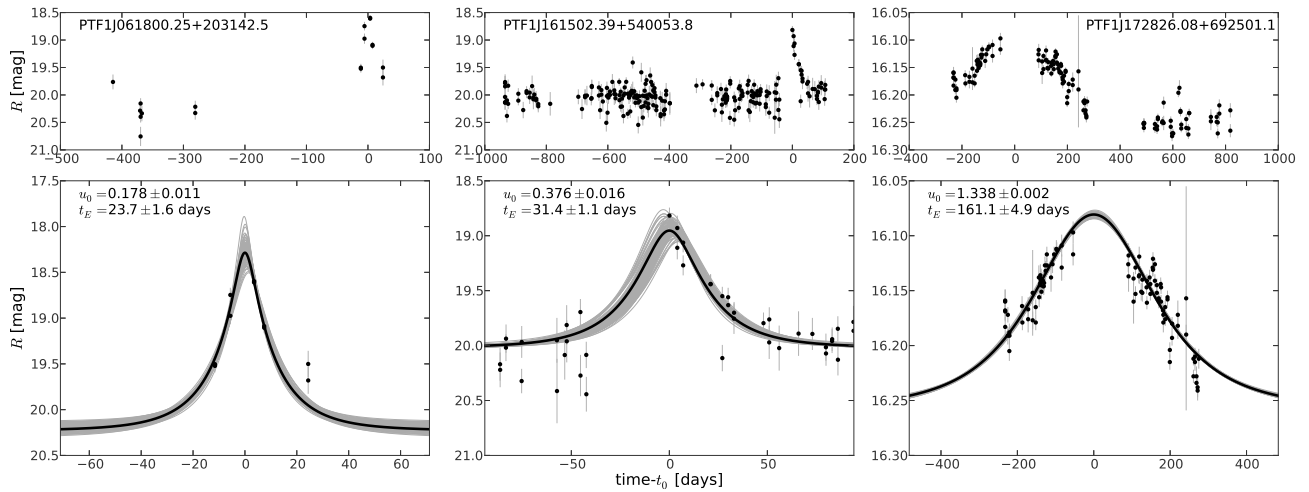 PTF1J061800.25+203142.5
18.5
19.0
19.5
20.0
20.5
21.0
R [mag]
−500 −400 −300 −200 −100 0 100
PTF1J161502.39+540053.8
18.5
19.0
19.5
20.0
20.5
21.0
−1000 −800 −600 −400 −200 0 200
PTF1J172826.08+692501.1
16.05
16.10
16.15
16.20
16.25
16.30
−400 −200 0 200 400 600 800 1000
u0 =0.178±0.011
tE =23.7±1.6 days
17.5
18.0
18.5
19.0
19.5
20.0
20.5
R [mag]
−60 −40 −20 0 20 40 60
u0 =0.376±0.016
tE =31.4±1.1 days
18.5
19.0
19.5
20.0
20.5
21.0
−50 0 50
time-t0 [days]
u0 =1.338±0.002
tE =161.1±4.9 days
16.05
16.10
16.15
16.20
16.25
16.30
−400 −200 0 200 400